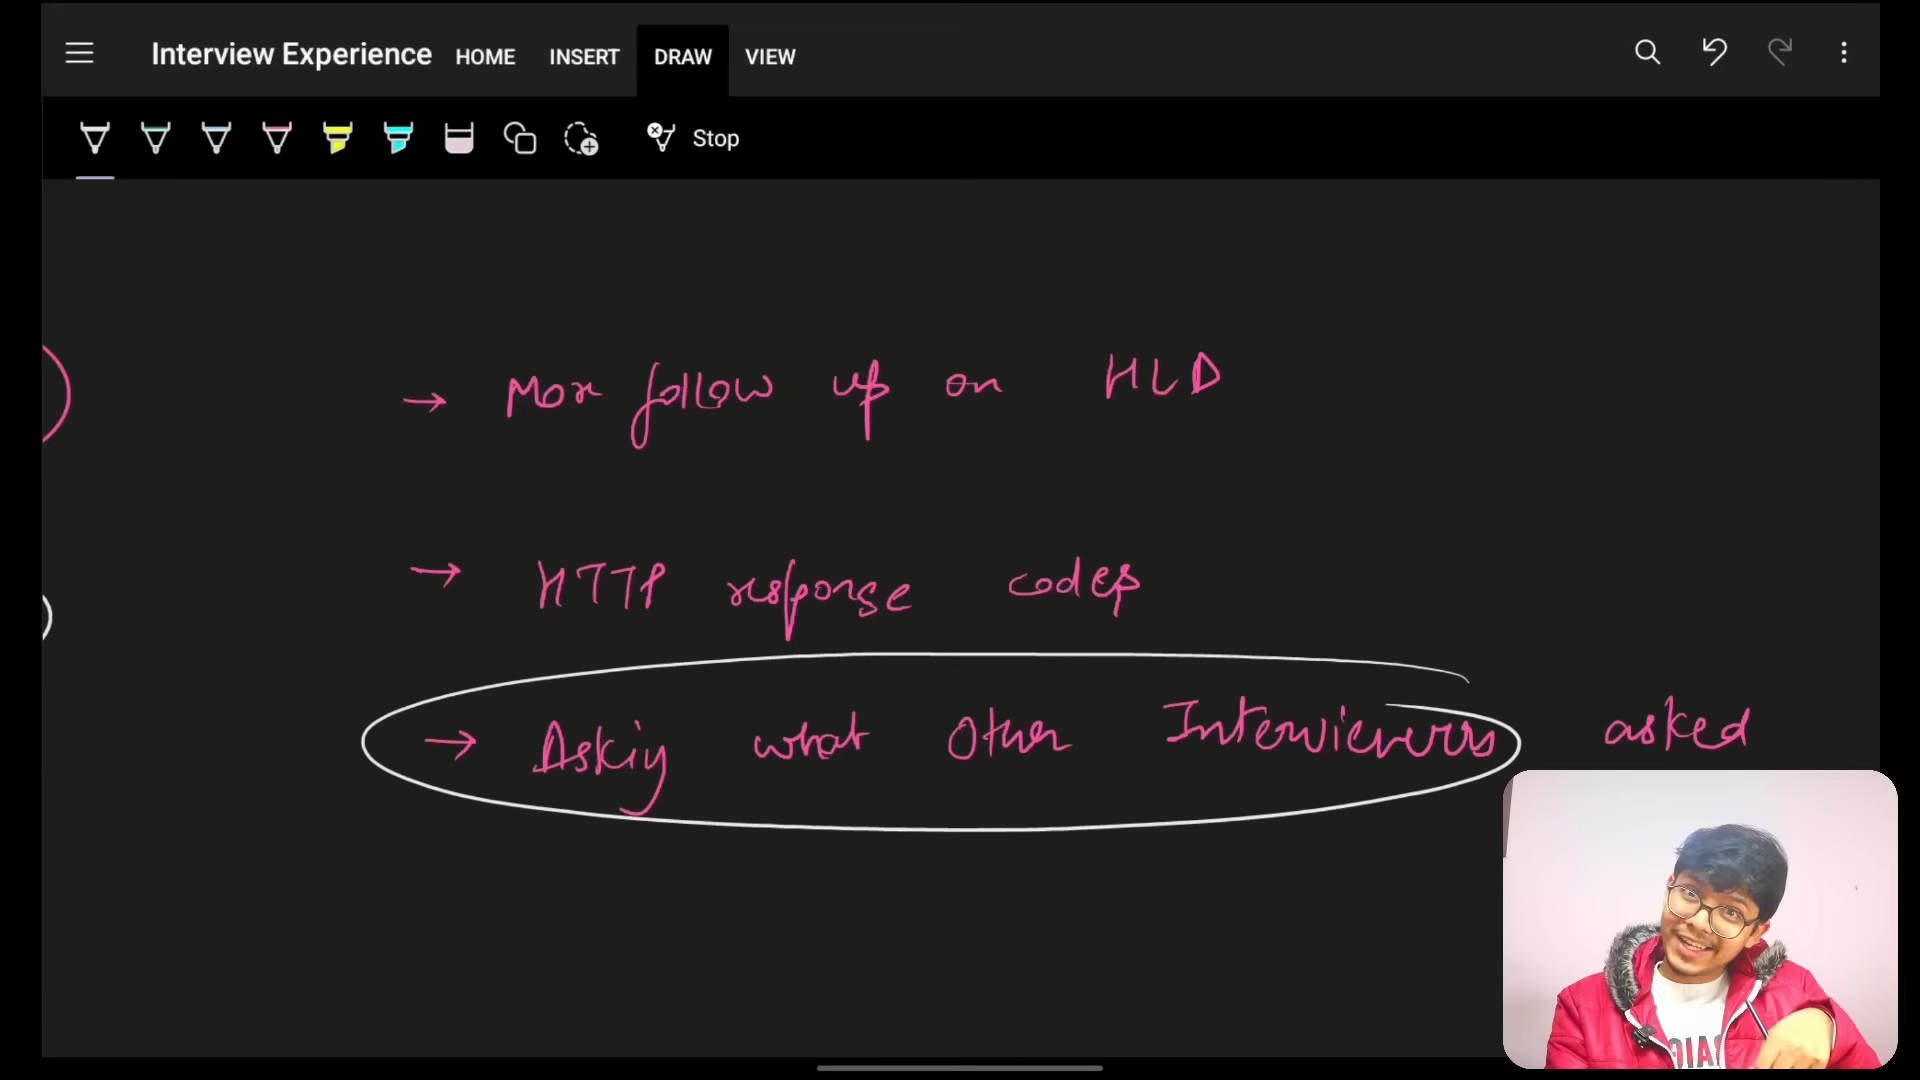 Interview Experience HOME INSERT DRAW VIEW
Stop
→ More follow up on HLD
→ HTTP response codes
→ Asking what Other Interviewers asked